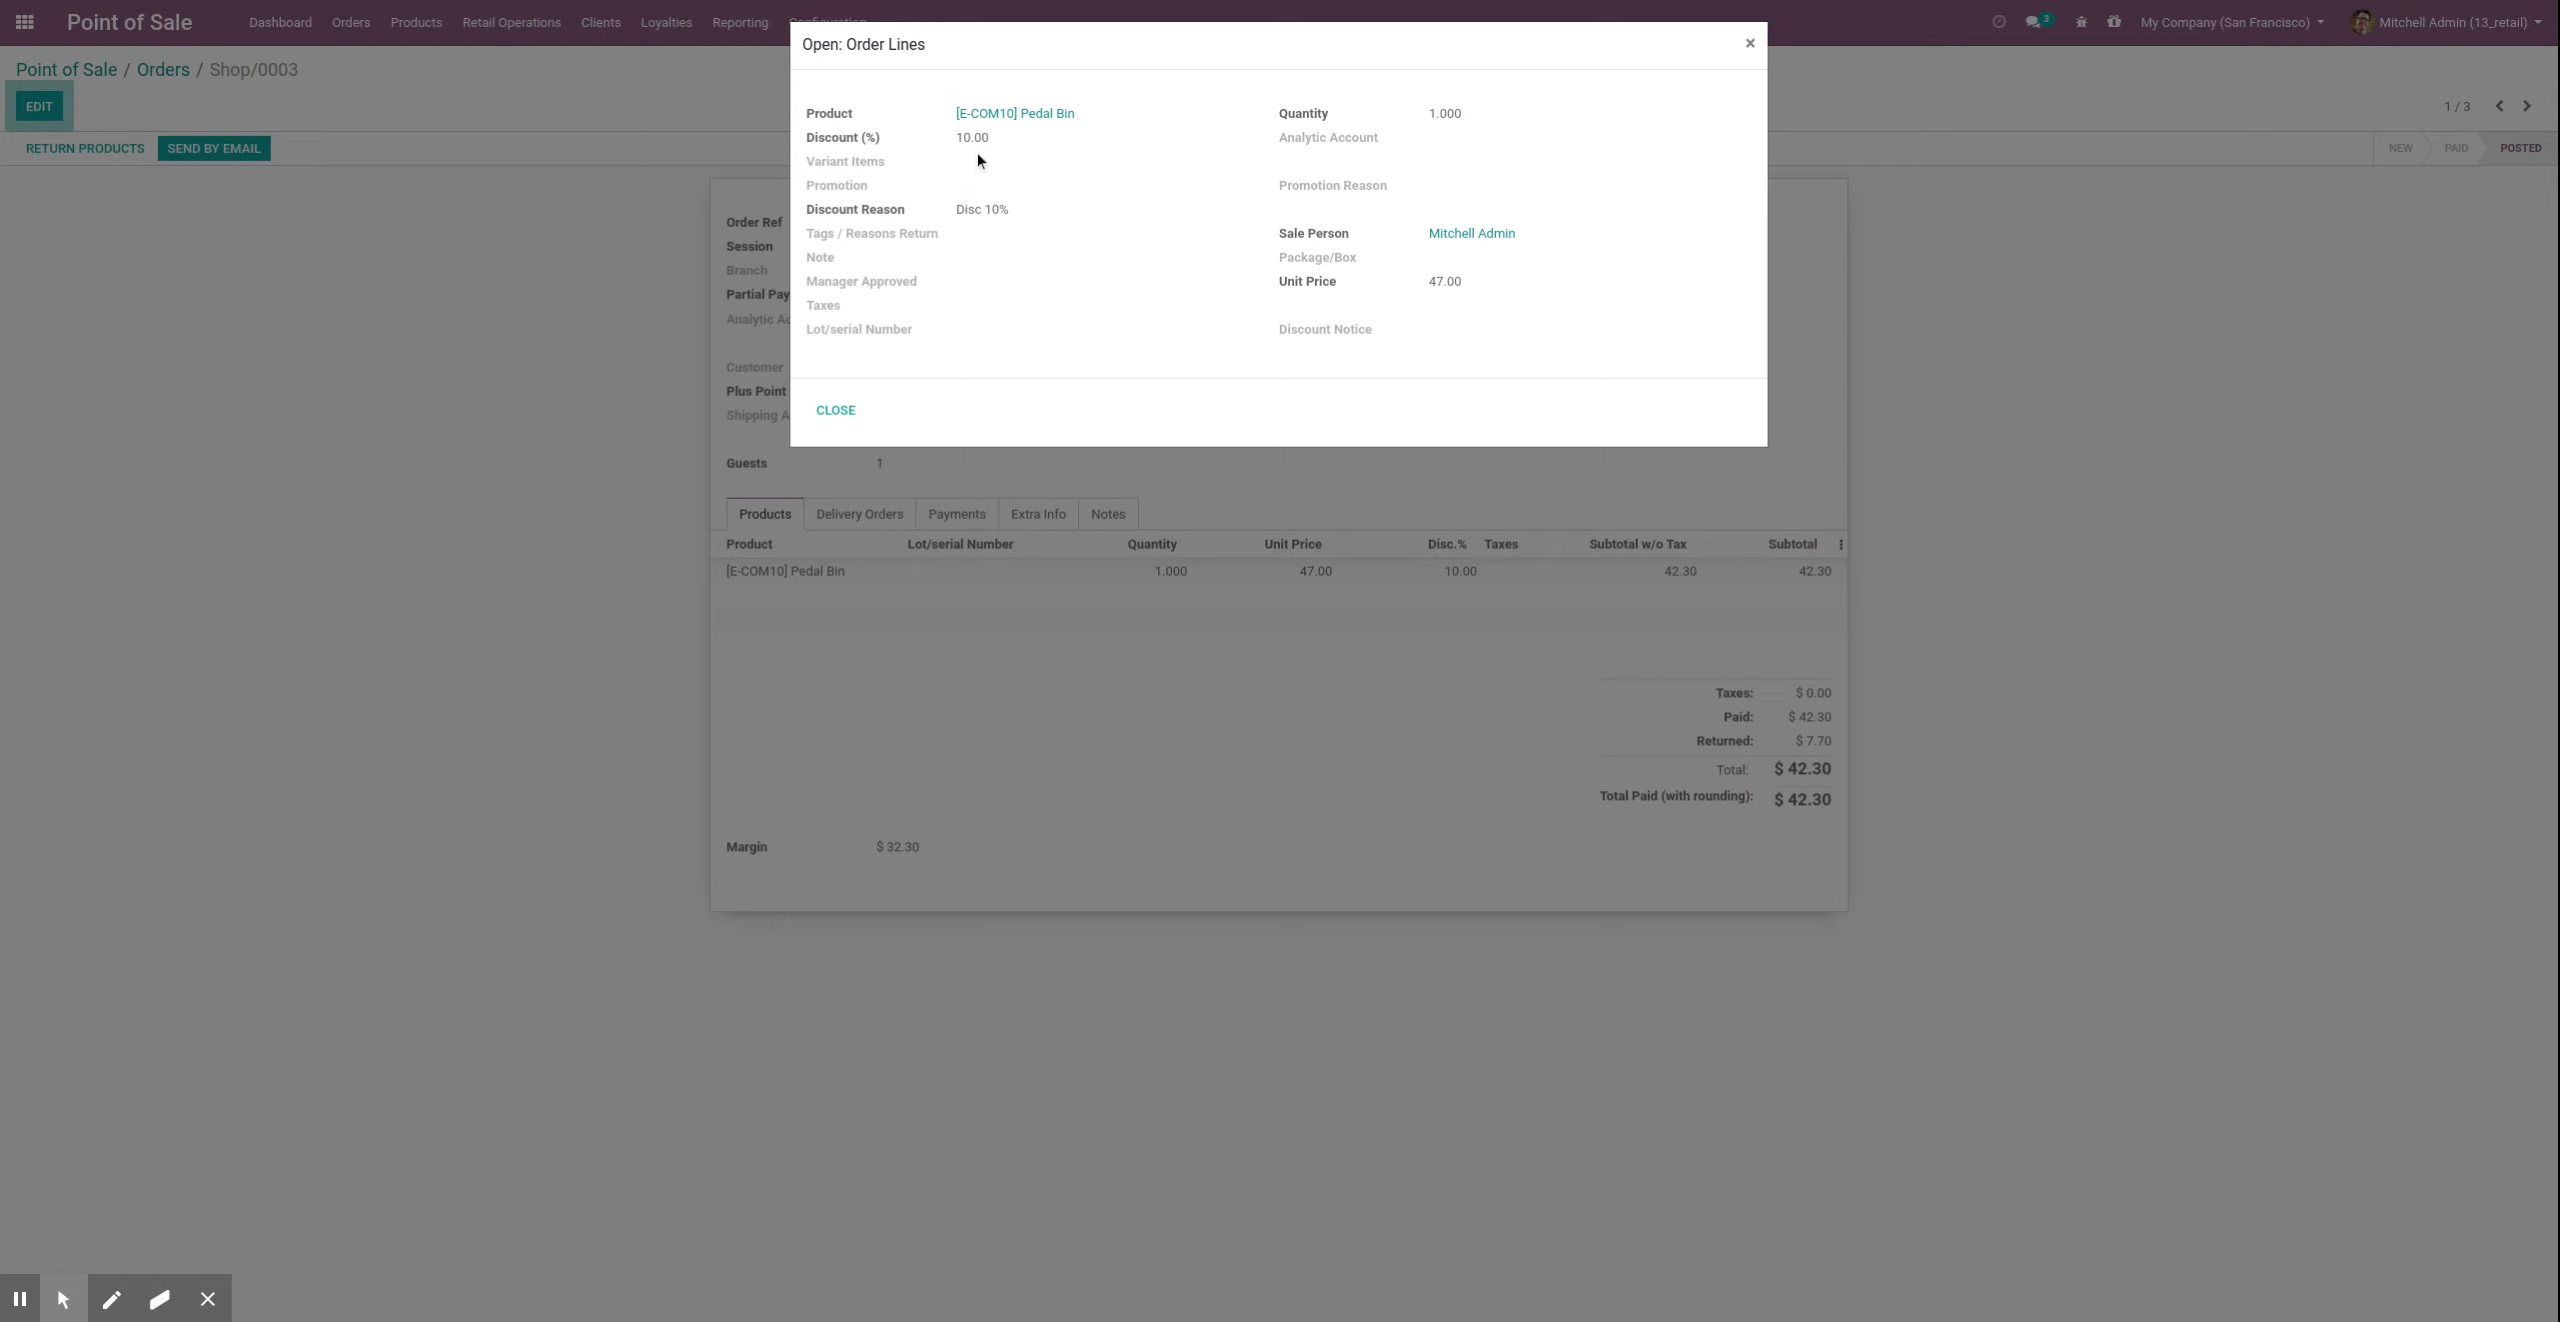 Point of Sale Dashboard Orders Products Retail Operations Clients Loyalties Reporting 3 My Company (San Francisco) Mitchell Admin (13_retail)
Open: Order Lines ×
Point of Sale / Orders / Shop/0003
EDIT 1 / 3
RETURN PRODUCTS SEND BY EMAIL NEW PAID POSTED
Product [E-COM10] Pedal Bin Quantity 1.000
Discount (%) 10.00 Analytic Account
Variant Items
Promotion Promotion Reason
Discount Reason Disc 10%
Tags / Reasons Return Sale Person Mitchell Admin
Note Package/Box
Manager Approved Unit Price 47.00
Taxes
Lot/serial Number Discount Notice
CLOSE
Order Ref
Session
Branch
Partial Pay
Analytic Ac
Customer
Plus Point
Shipping A
Guests 1
Products Delivery Orders Payments Extra Info Notes
Product Lot/serial Number Quantity Unit Price Disc.% Taxes Subtotal w/o Tax Subtotal
[E-COM10] Pedal Bin 1.000 47.00 10.00 42.30 42.30
Taxes: $ 0.00
Paid: $ 42.30
Returned: $ 7.70
Total: $ 42.30
Total Paid (with rounding): $ 42.30
Margin $ 32.30